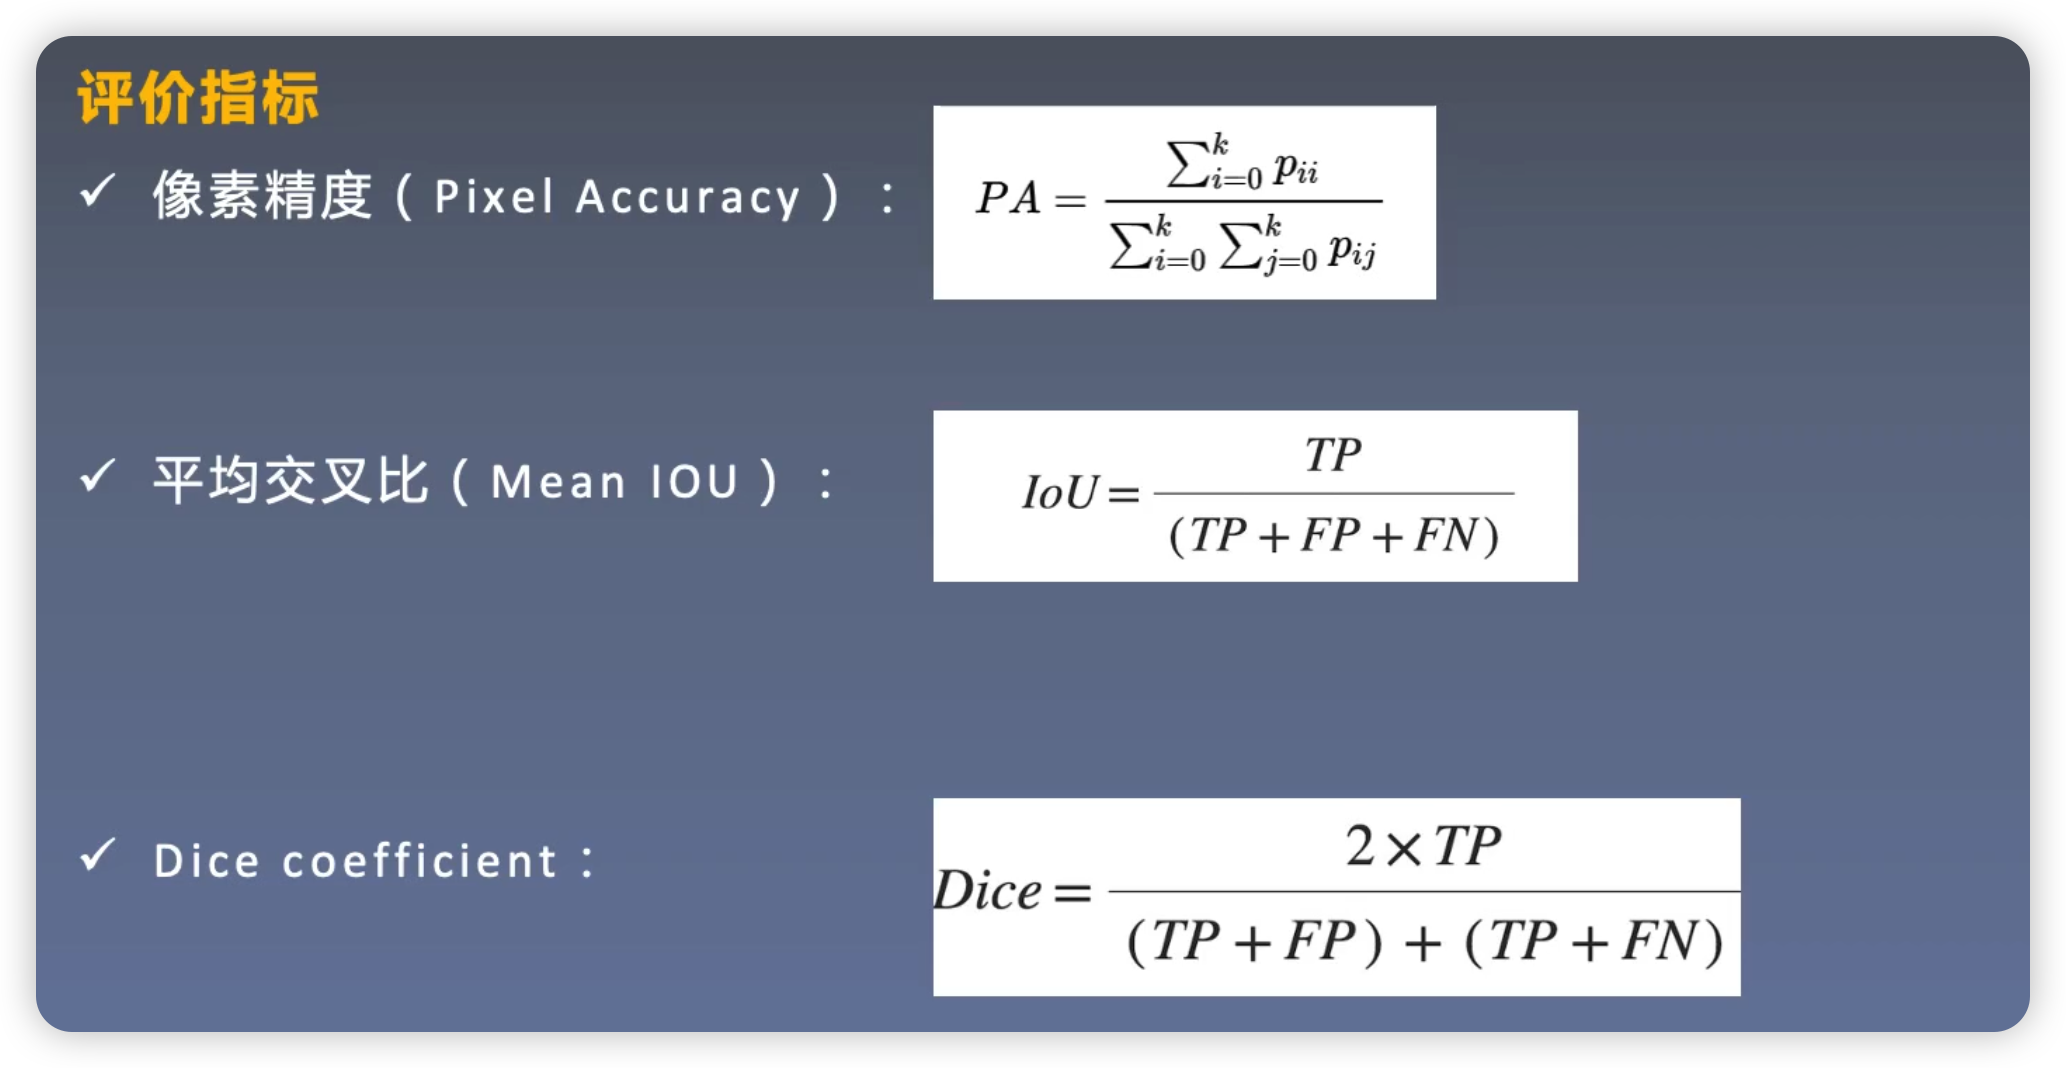 评价指标
✓ 像素精度（Pixel Accuracy）：
PA = \frac{\sum_{i=0}^{k} p_{ii}}{\sum_{i=0}^{k} \sum_{j=0}^{k} p_{ij}}
✓ 平均交叉比（Mean IOU）：
IoU = \frac{TP}{(TP + FP + FN)}
✓ Dice coefficient：
Dice = \frac{2 × TP}{(TP + FP) + (TP + FN)}